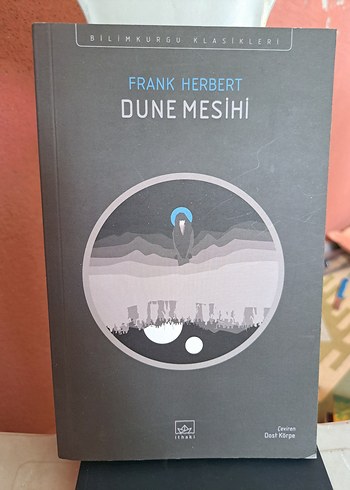 BİLİMKURGU KLASİKLERİ
FRANK HERBERT
DUNE MESİHİ
Çeviren
Dost Körpe
ithaki